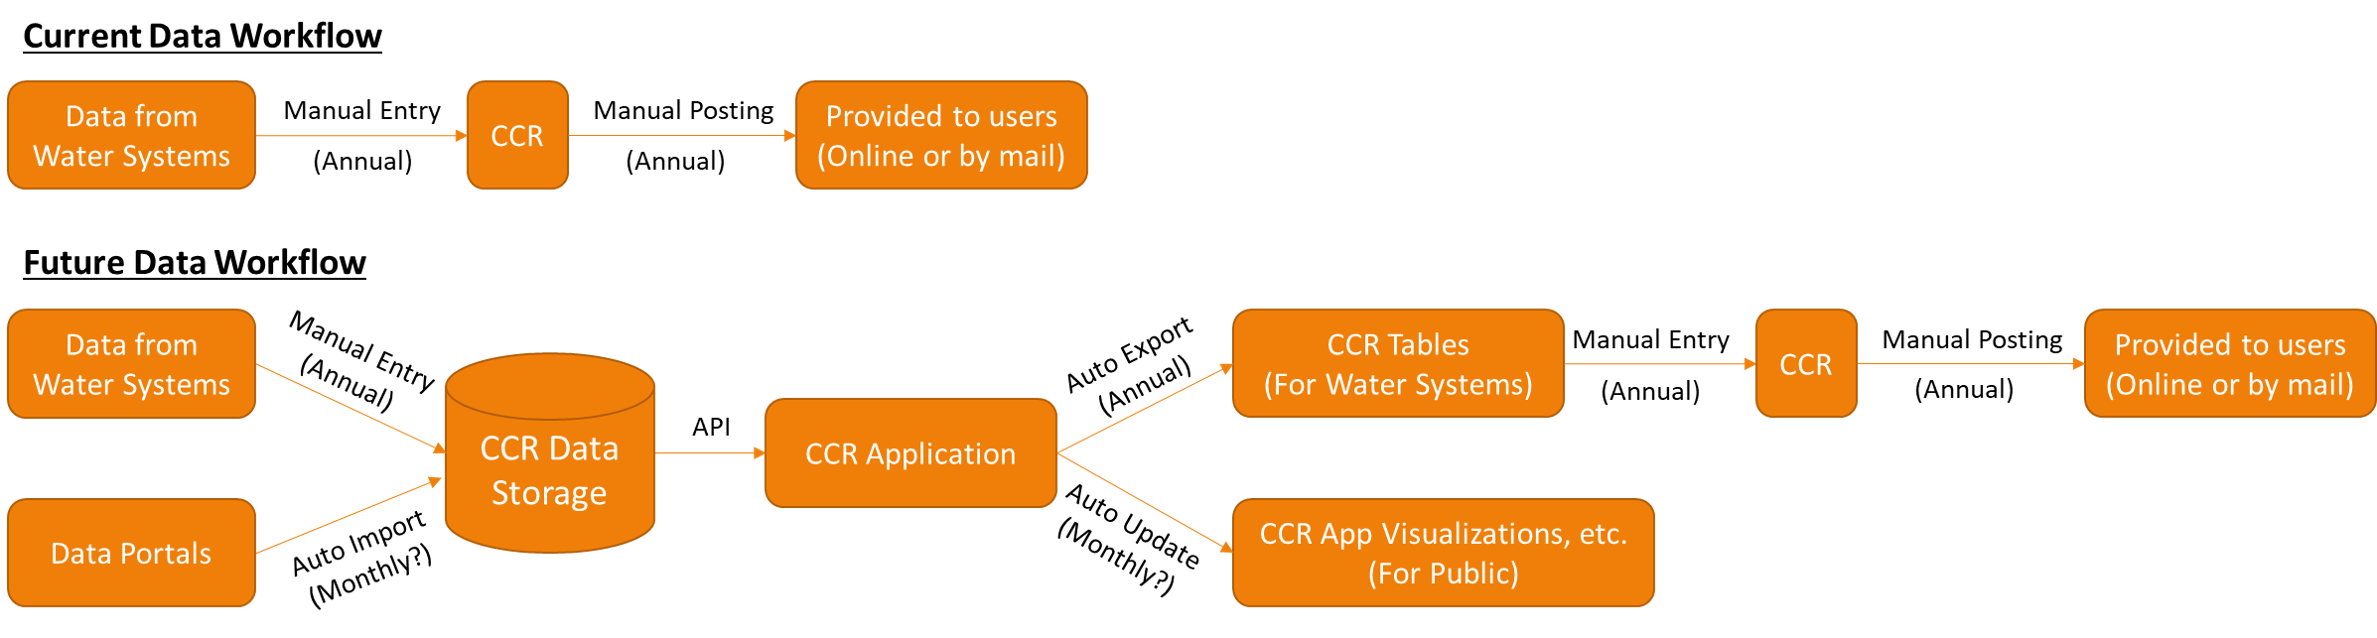 Current Data Workflow
Data from
Water Systems
Manual Entry
(Annual)
CCR
Manual Posting
(Annual)
Provided to users
(Online or by mail)
Future Data Workflow
Data from
Water Systems
Manual Entry
(Annual)
Data Portals
Auto Import
(Monthly?)
CCR Data
Storage
API
CCR Application
Auto Export
(Annual)
CCR Tables
(For Water Systems)
Manual Entry
(Annual)
CCR
Manual Posting
(Annual)
Provided to users
(Online or by mail)
Auto Update
(Monthly?)
CCR App Visualizations, etc.
(For Public)